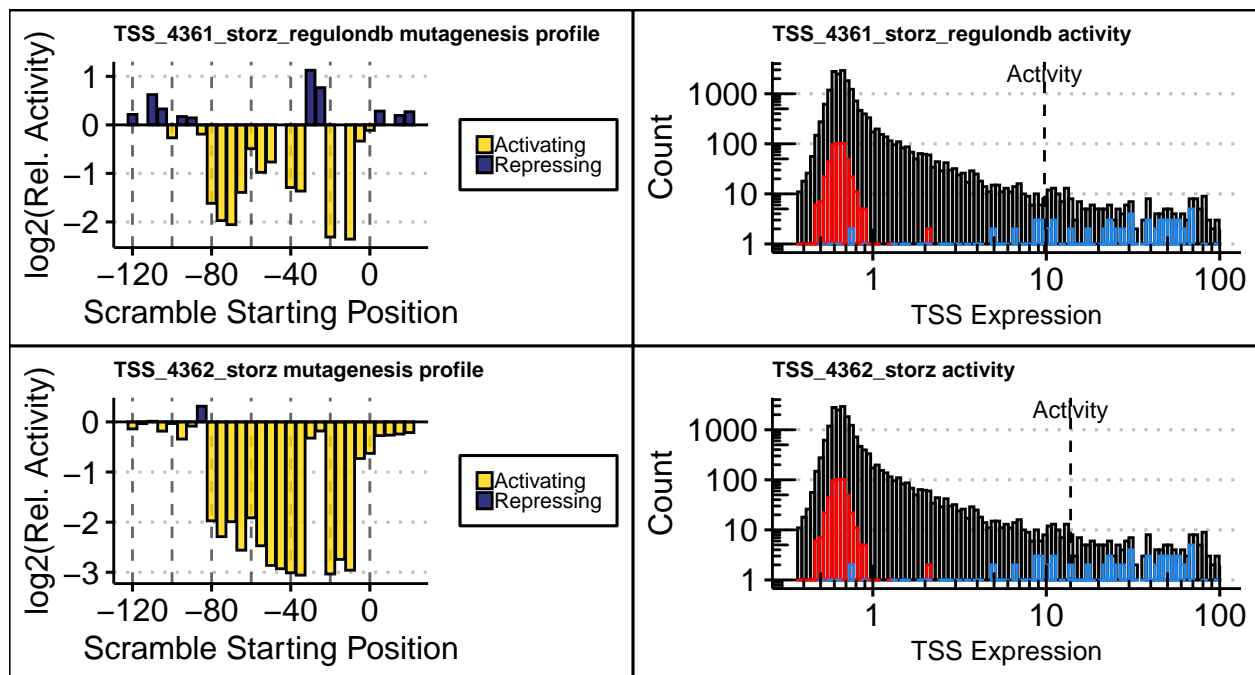 TSS_4361_storz_regulondb mutagenesis profile
log2(Rel. Activity)
1
0
−1
−2
−120 −80 −40 0
Scramble Starting Position
Activating
Repressing
TSS_4361_storz_regulondb activity
Activity
Count
1000
100
10
1
1 10 100
TSS Expression
TSS_4362_storz mutagenesis profile
log2(Rel. Activity)
0
−1
−2
−3
−120 −80 −40 0
Scramble Starting Position
Activating
Repressing
TSS_4362_storz activity
Activity
Count
1000
100
10
1
1 10 100
TSS Expression